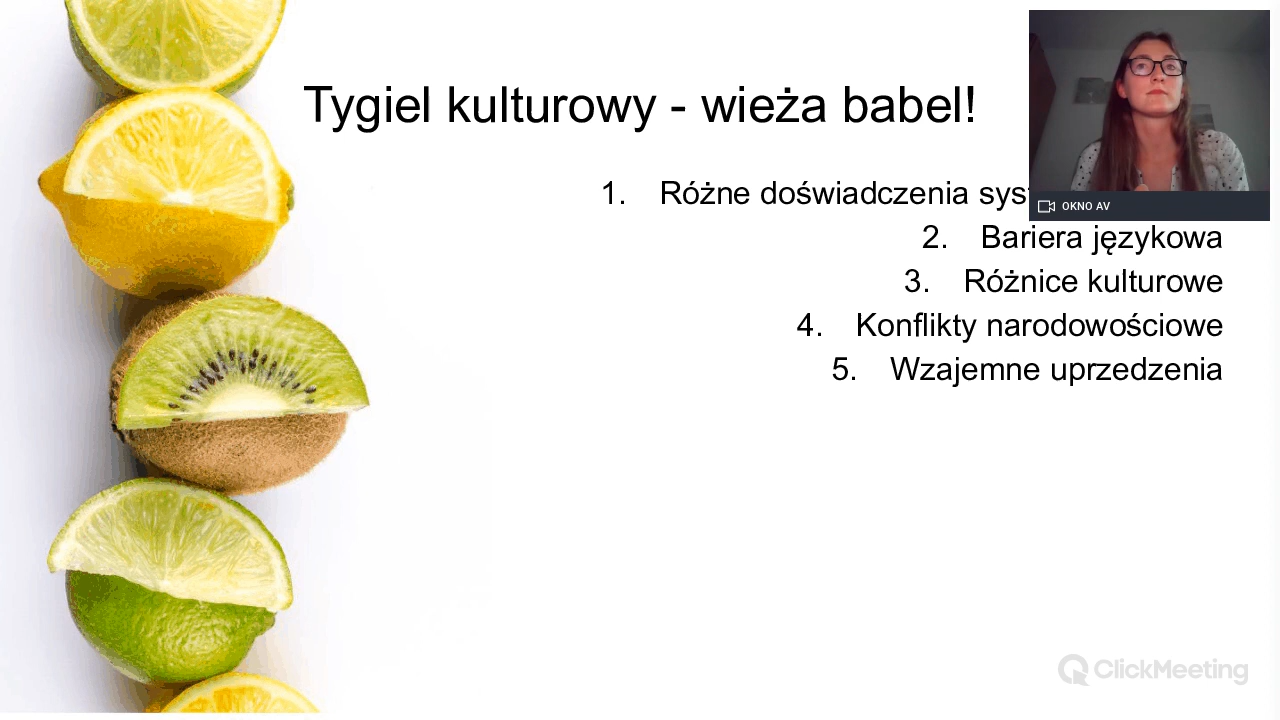 Tygiel kulturowy - wieża babel!
1. Różne doświadczenia
2. Bariera językowa
3. Różnice kulturowe
4. Konflikty narodowościowe
5. Wzajemne uprzedzenia
OKNO AV
ClickMeeting